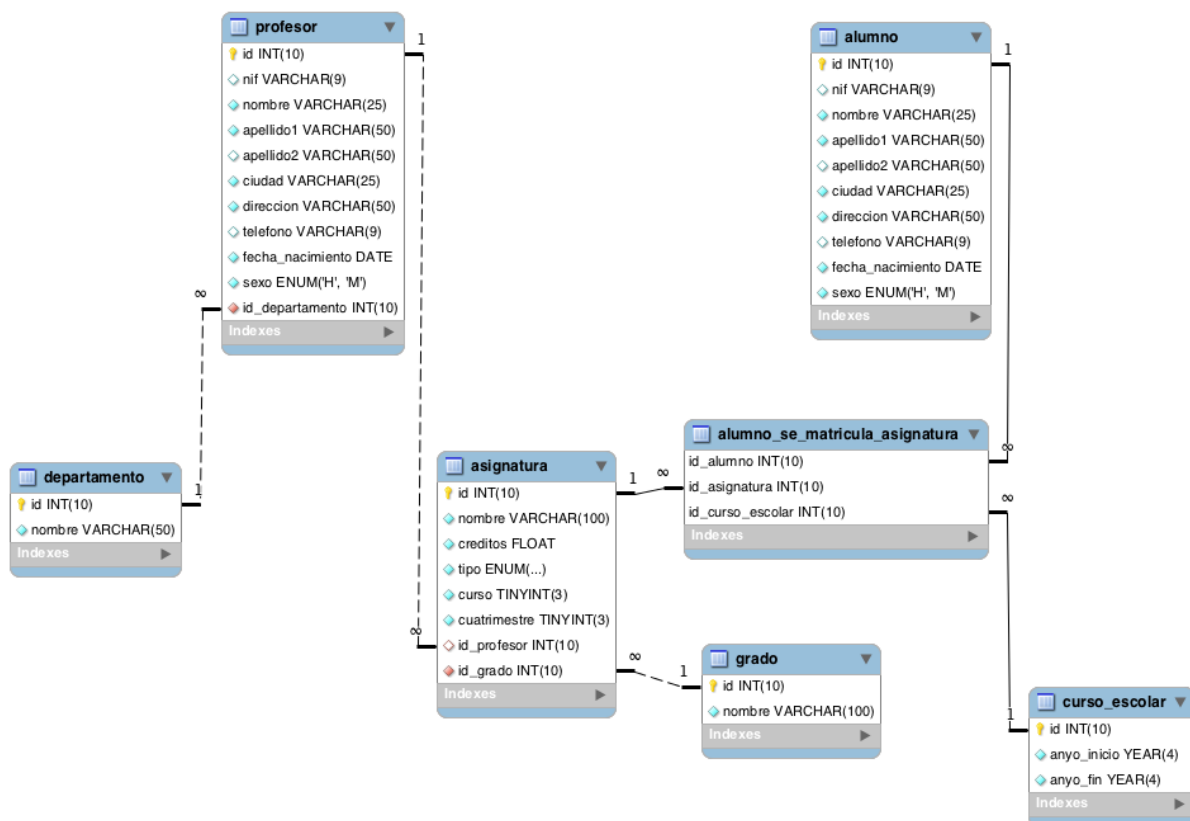 profesor
id INT(10)
nif VARCHAR(9)
nombre VARCHAR(25)
apellido1 VARCHAR(50)
apellido2 VARCHAR(50)
ciudad VARCHAR(25)
direccion VARCHAR(50)
telefono VARCHAR(9)
fecha_nacimiento DATE
sexo ENUM('H', 'M')
id_departamento INT(10)
Indexes
1
∞
alumno
id INT(10)
nif VARCHAR(9)
nombre VARCHAR(25)
apellido1 VARCHAR(50)
apellido2 VARCHAR(50)
ciudad VARCHAR(25)
direccion VARCHAR(50)
telefono VARCHAR(9)
fecha_nacimiento DATE
sexo ENUM('H', 'M')
Indexes
1
departamento
id INT(10)
nombre VARCHAR(50)
Indexes
1
asignatura
id INT(10)
nombre VARCHAR(100)
creditos FLOAT
tipo ENUM(...)
curso TINYINT(3)
cuatrimestre TINYINT(3)
id_profesor INT(10)
id_grado INT(10)
Indexes
1
∞
∞
∞
alumno_se_matricula_asignatura
id_alumno INT(10)
id_asignatura INT(10)
id_curso_escolar INT(10)
Indexes
∞
∞
grado
id INT(10)
nombre VARCHAR(100)
Indexes
1
curso_escolar
id INT(10)
anyo_inicio YEAR(4)
anyo_fin YEAR(4)
Indexes
1